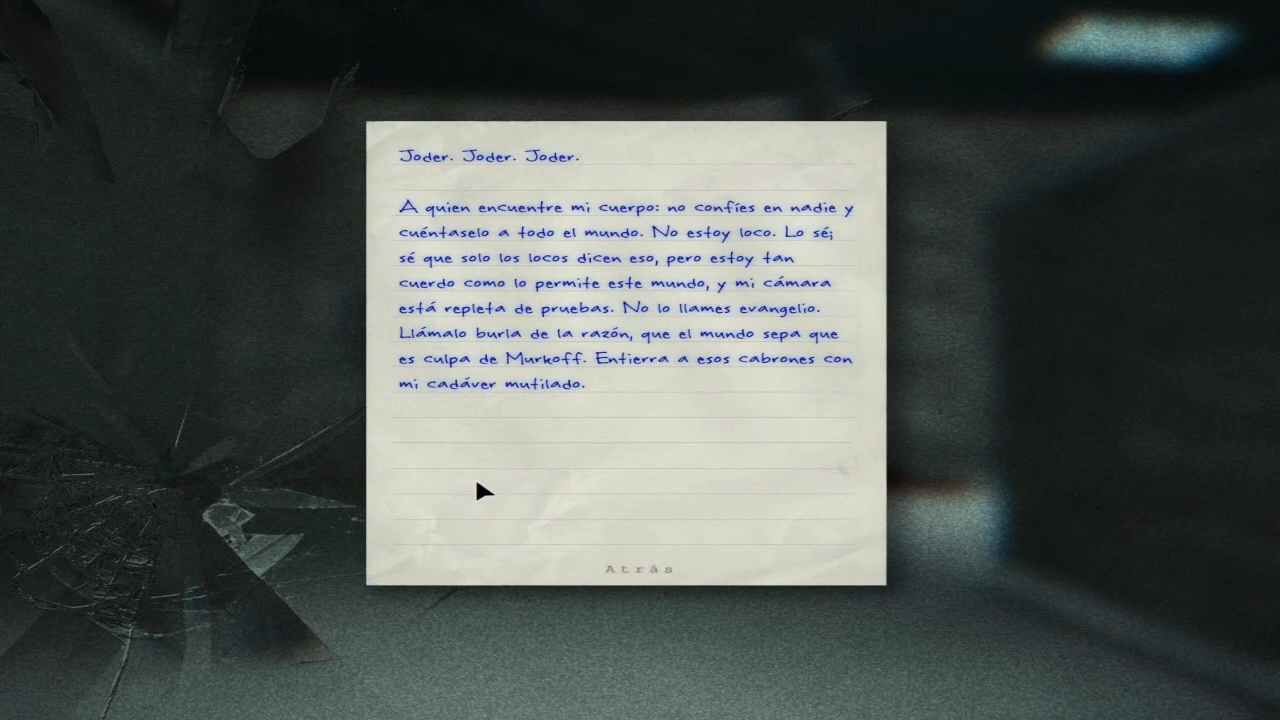 Joder. Joder. Joder.
A quien encuentre mi cuerpo: no confíes en nadie y
cuéntaselo a todo el mundo. No estoy loco. Lo sé;
sé que solo los locos dicen eso, pero estoy tan
cuerdo como lo permite este mundo, y mi cámara
está repleta de pruebas. No lo llames evangelio.
Llámalo burla de la razón, que el mundo sepa que
es culpa de Murkoff. Entierra a esos cabrones con
mi cadáver mutilado.
Atrás